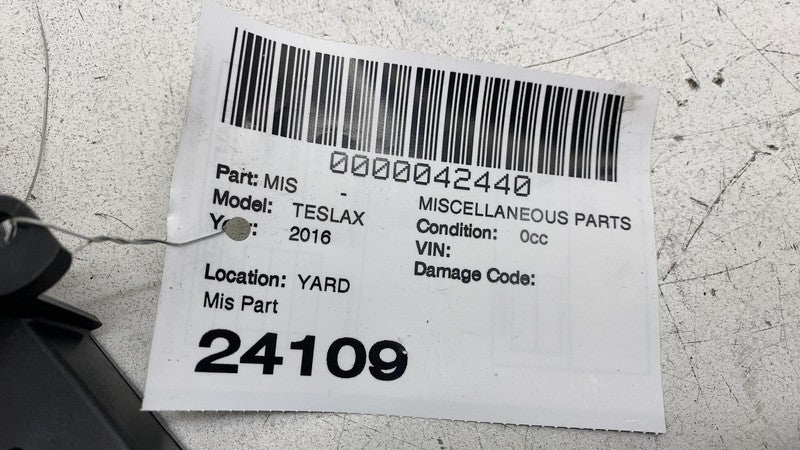 0000042440
Part: MIS - MISCELLANEOUS PARTS
Model: TESLAX Condition: 0cc
2016 VIN:
Damage Code:
Location: YARD
Mis Part
24109